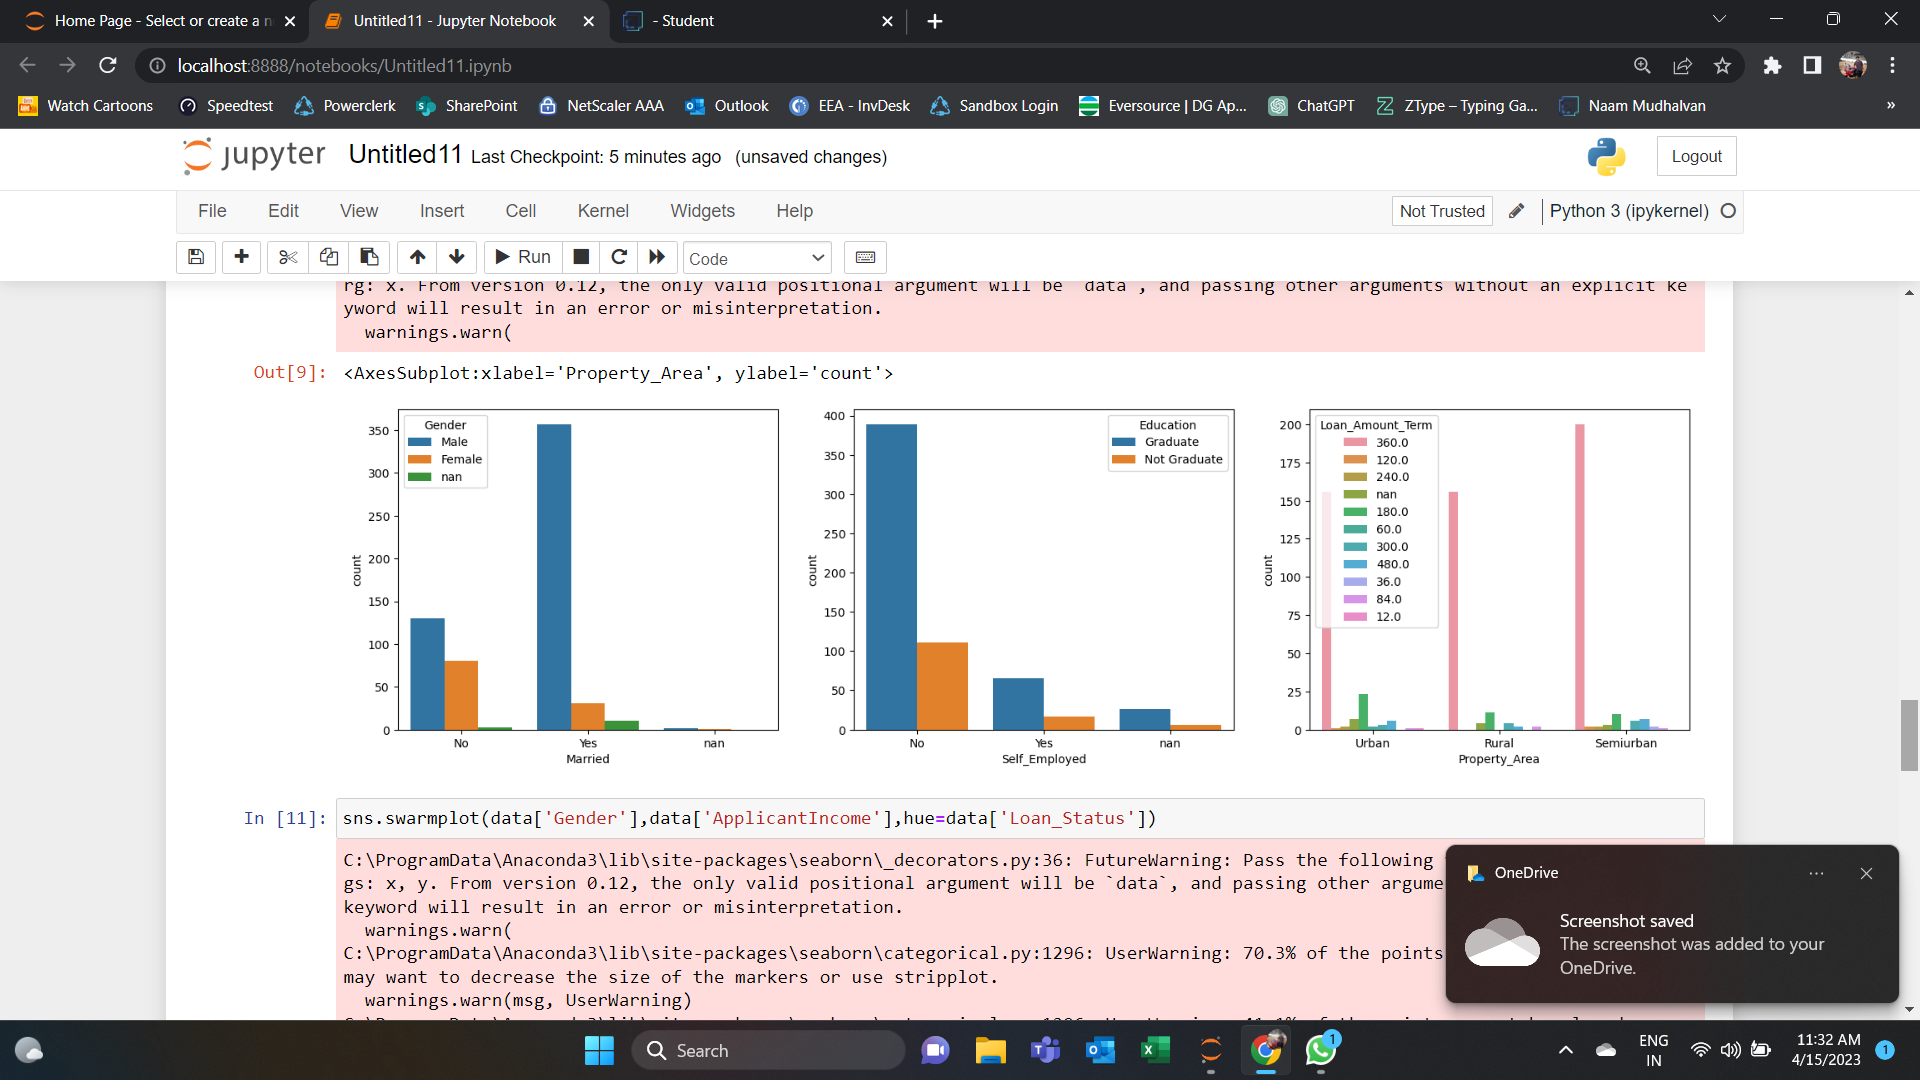 Home Page - Select or create a n
Untitled11 - Jupyter Notebook
- Student
localhost:8888/notebooks/Untitled11.ipynb
Watch Cartoons
Speedtest
Powerclerk
SharePoint
NetScaler AAA
Outlook
EEA - InvDesk
Sandbox Login
Eversource | DG Ap...
ChatGPT
ZType – Typing Ga...
Naam Mudhalvan
»
jupyter
Untitled11
Last Checkpoint: 5 minutes ago
(unsaved changes)
Logout
File
Edit
View
Insert
Cell
Kernel
Widgets
Help
Not Trusted
Python 3 (ipykernel)
Run
Code
rg: x. From version 0.12, the only valid positional argument will be `data`, and passing other arguments without an explicit ke
yword will result in an error or misinterpretation.
warnings.warn(
Out[9]: <AxesSubplot:xlabel='Property_Area', ylabel='count'>
Gender
Male
Female
nan
350
300
250
200
150
100
50
0
count
No
Yes
nan
Married
Education
Graduate
Not Graduate
400
350
300
250
200
150
100
50
0
count
No
Yes
nan
Self_Employed
Loan_Amount_Term
360.0
120.0
240.0
nan
180.0
60.0
300.0
480.0
36.0
84.0
12.0
200
175
150
125
100
75
50
25
0
count
Urban
Rural
Semiurban
Property_Area
In [11]: sns.swarmplot(data['Gender'],data['ApplicantIncome'],hue=data['Loan_Status'])
C:\ProgramData\Anaconda3\lib\site-packages\seaborn\_decorators.py:36: FutureWarning: Pass the following
gs: x, y. From version 0.12, the only valid positional argument will be `data`, and passing other argume
keyword will result in an error or misinterpretation.
warnings.warn(
C:\ProgramData\Anaconda3\lib\site-packages\seaborn\categorical.py:1296: UserWarning: 70.3% of the points
may want to decrease the size of the markers or use stripplot.
warnings.warn(msg, UserWarning)
OneDrive
Screenshot saved
The screenshot was added to your
OneDrive.
Search
1
ENG
IN
11:32 AM
4/15/2023
1